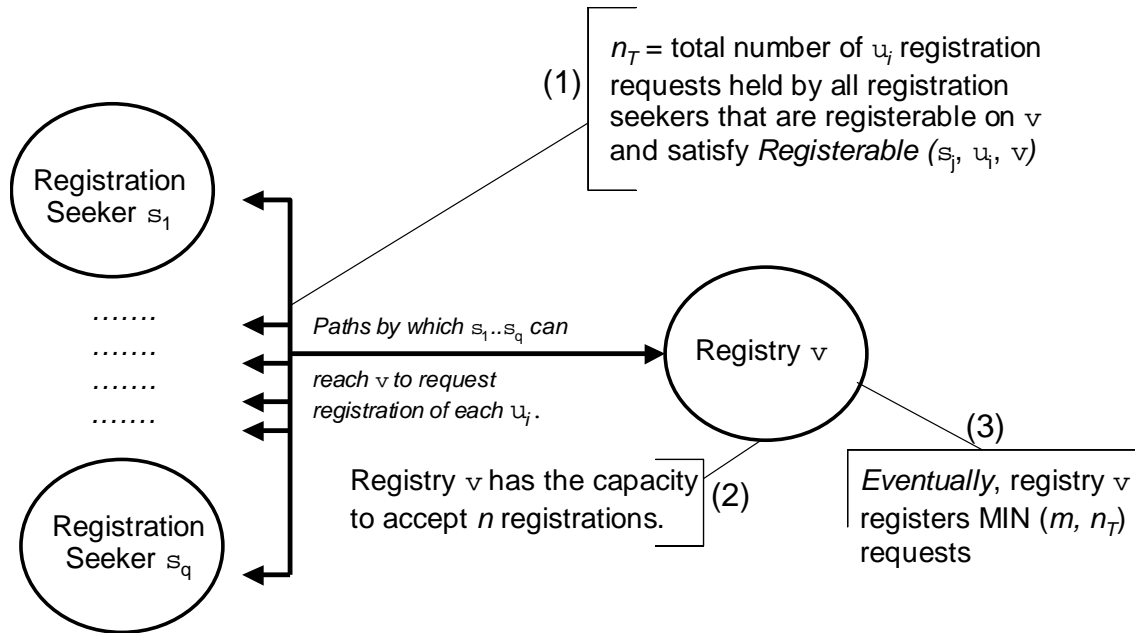 n_T = total number of u_i registration
requests held by all registration
seekers that are registerable on v
and satisfy Registerable (s_j, u_i, v)
(1)
Registration
Seeker s_1
.......
.......
.......
.......
Paths by which s_1..s_q can
reach v to request
registration of each u_i.
Registry v
(3)
Eventually, registry v
registers MIN (m, n_T)
requests
(2)
Registry v has the capacity
to accept n registrations.
Registration
Seeker s_q